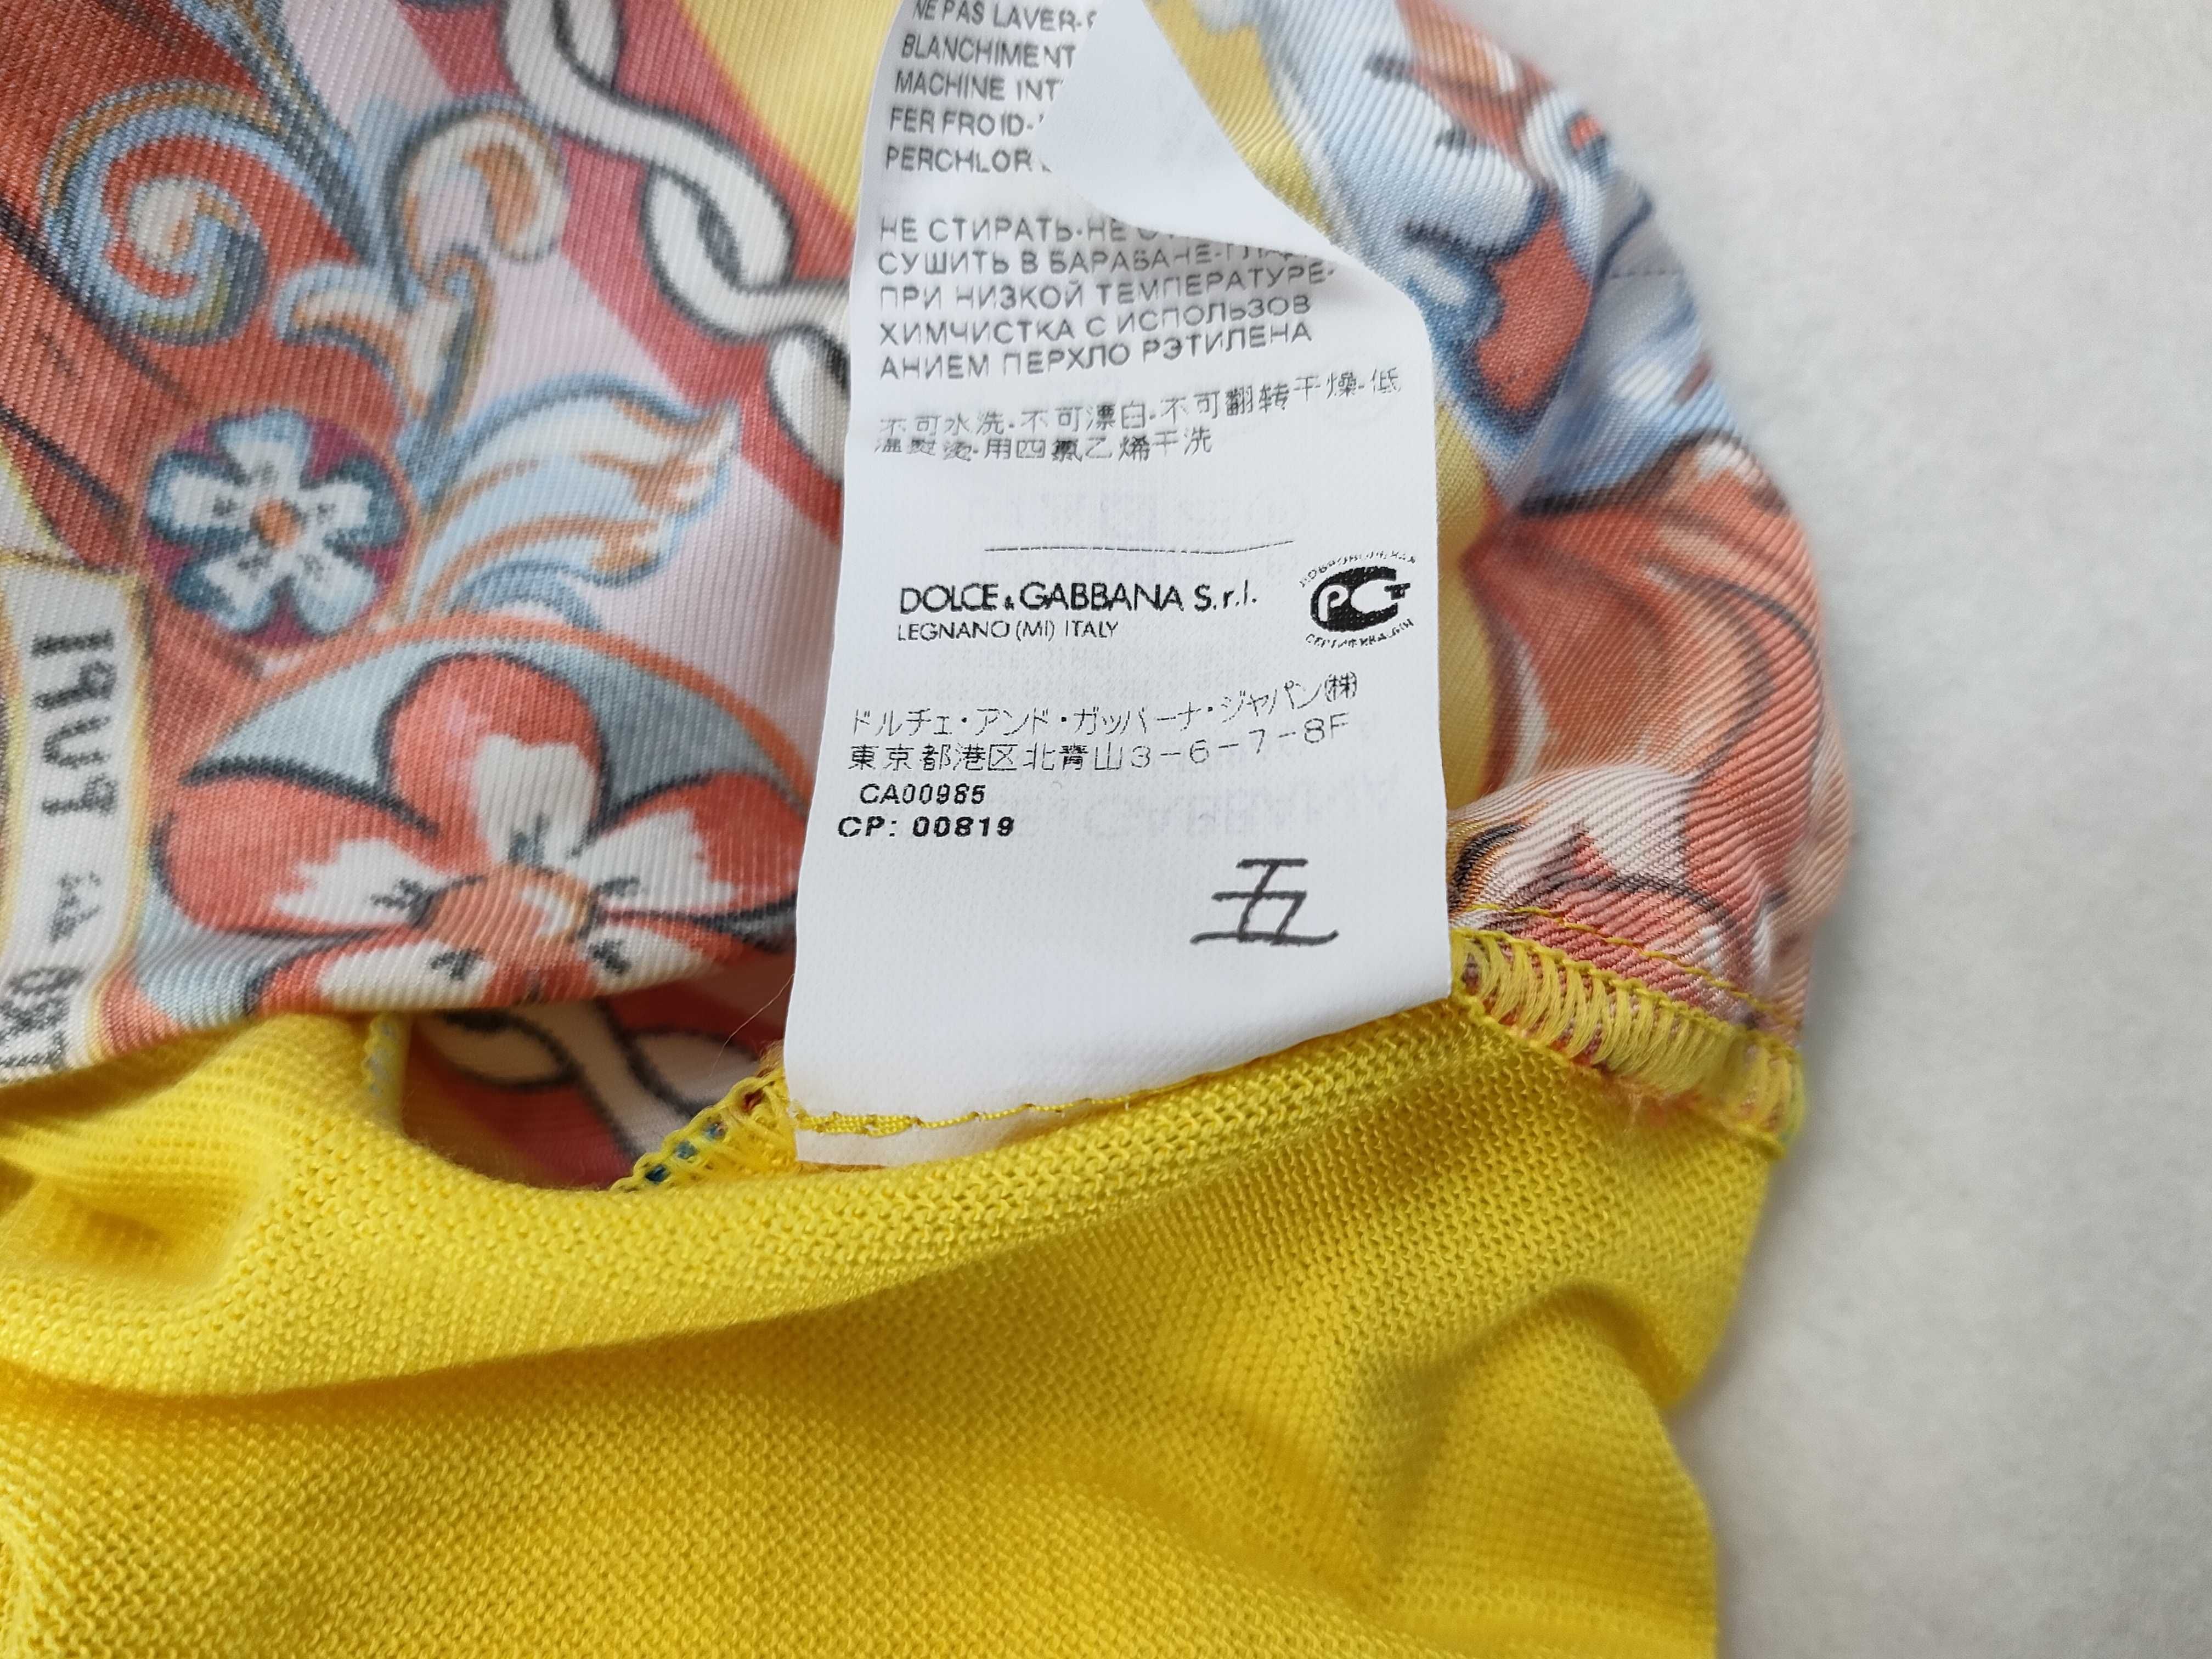 NE PAS LAVER-
BLANCHIMENT
MACHINE INT
FER FROID-
PERCHLOR
НЕ СТИРАТЬ-НЕ
СУШИТЬ В БАРАБАНЕ-
ПРИ НИЗКОЙ ТЕМПЕРАТУРЕ-
ХИМЧИСТКА С ИСПОЛЬЗОВ
АНИЕМ ПЕРХЛО РЭТИЛЕНА
不可水洗-不可漂白-不可翻转干燥-低
温熨烫-用四氯乙烯干洗
DOLCE & GABBANA S.r.l.
LEGNANO (MI) ITALY
PCT
ドルチェ・アンド・ガッバーナ・ジャパン㈱
東京都港区北青山3-6-7-8F
CA00985
CP: 00819
五